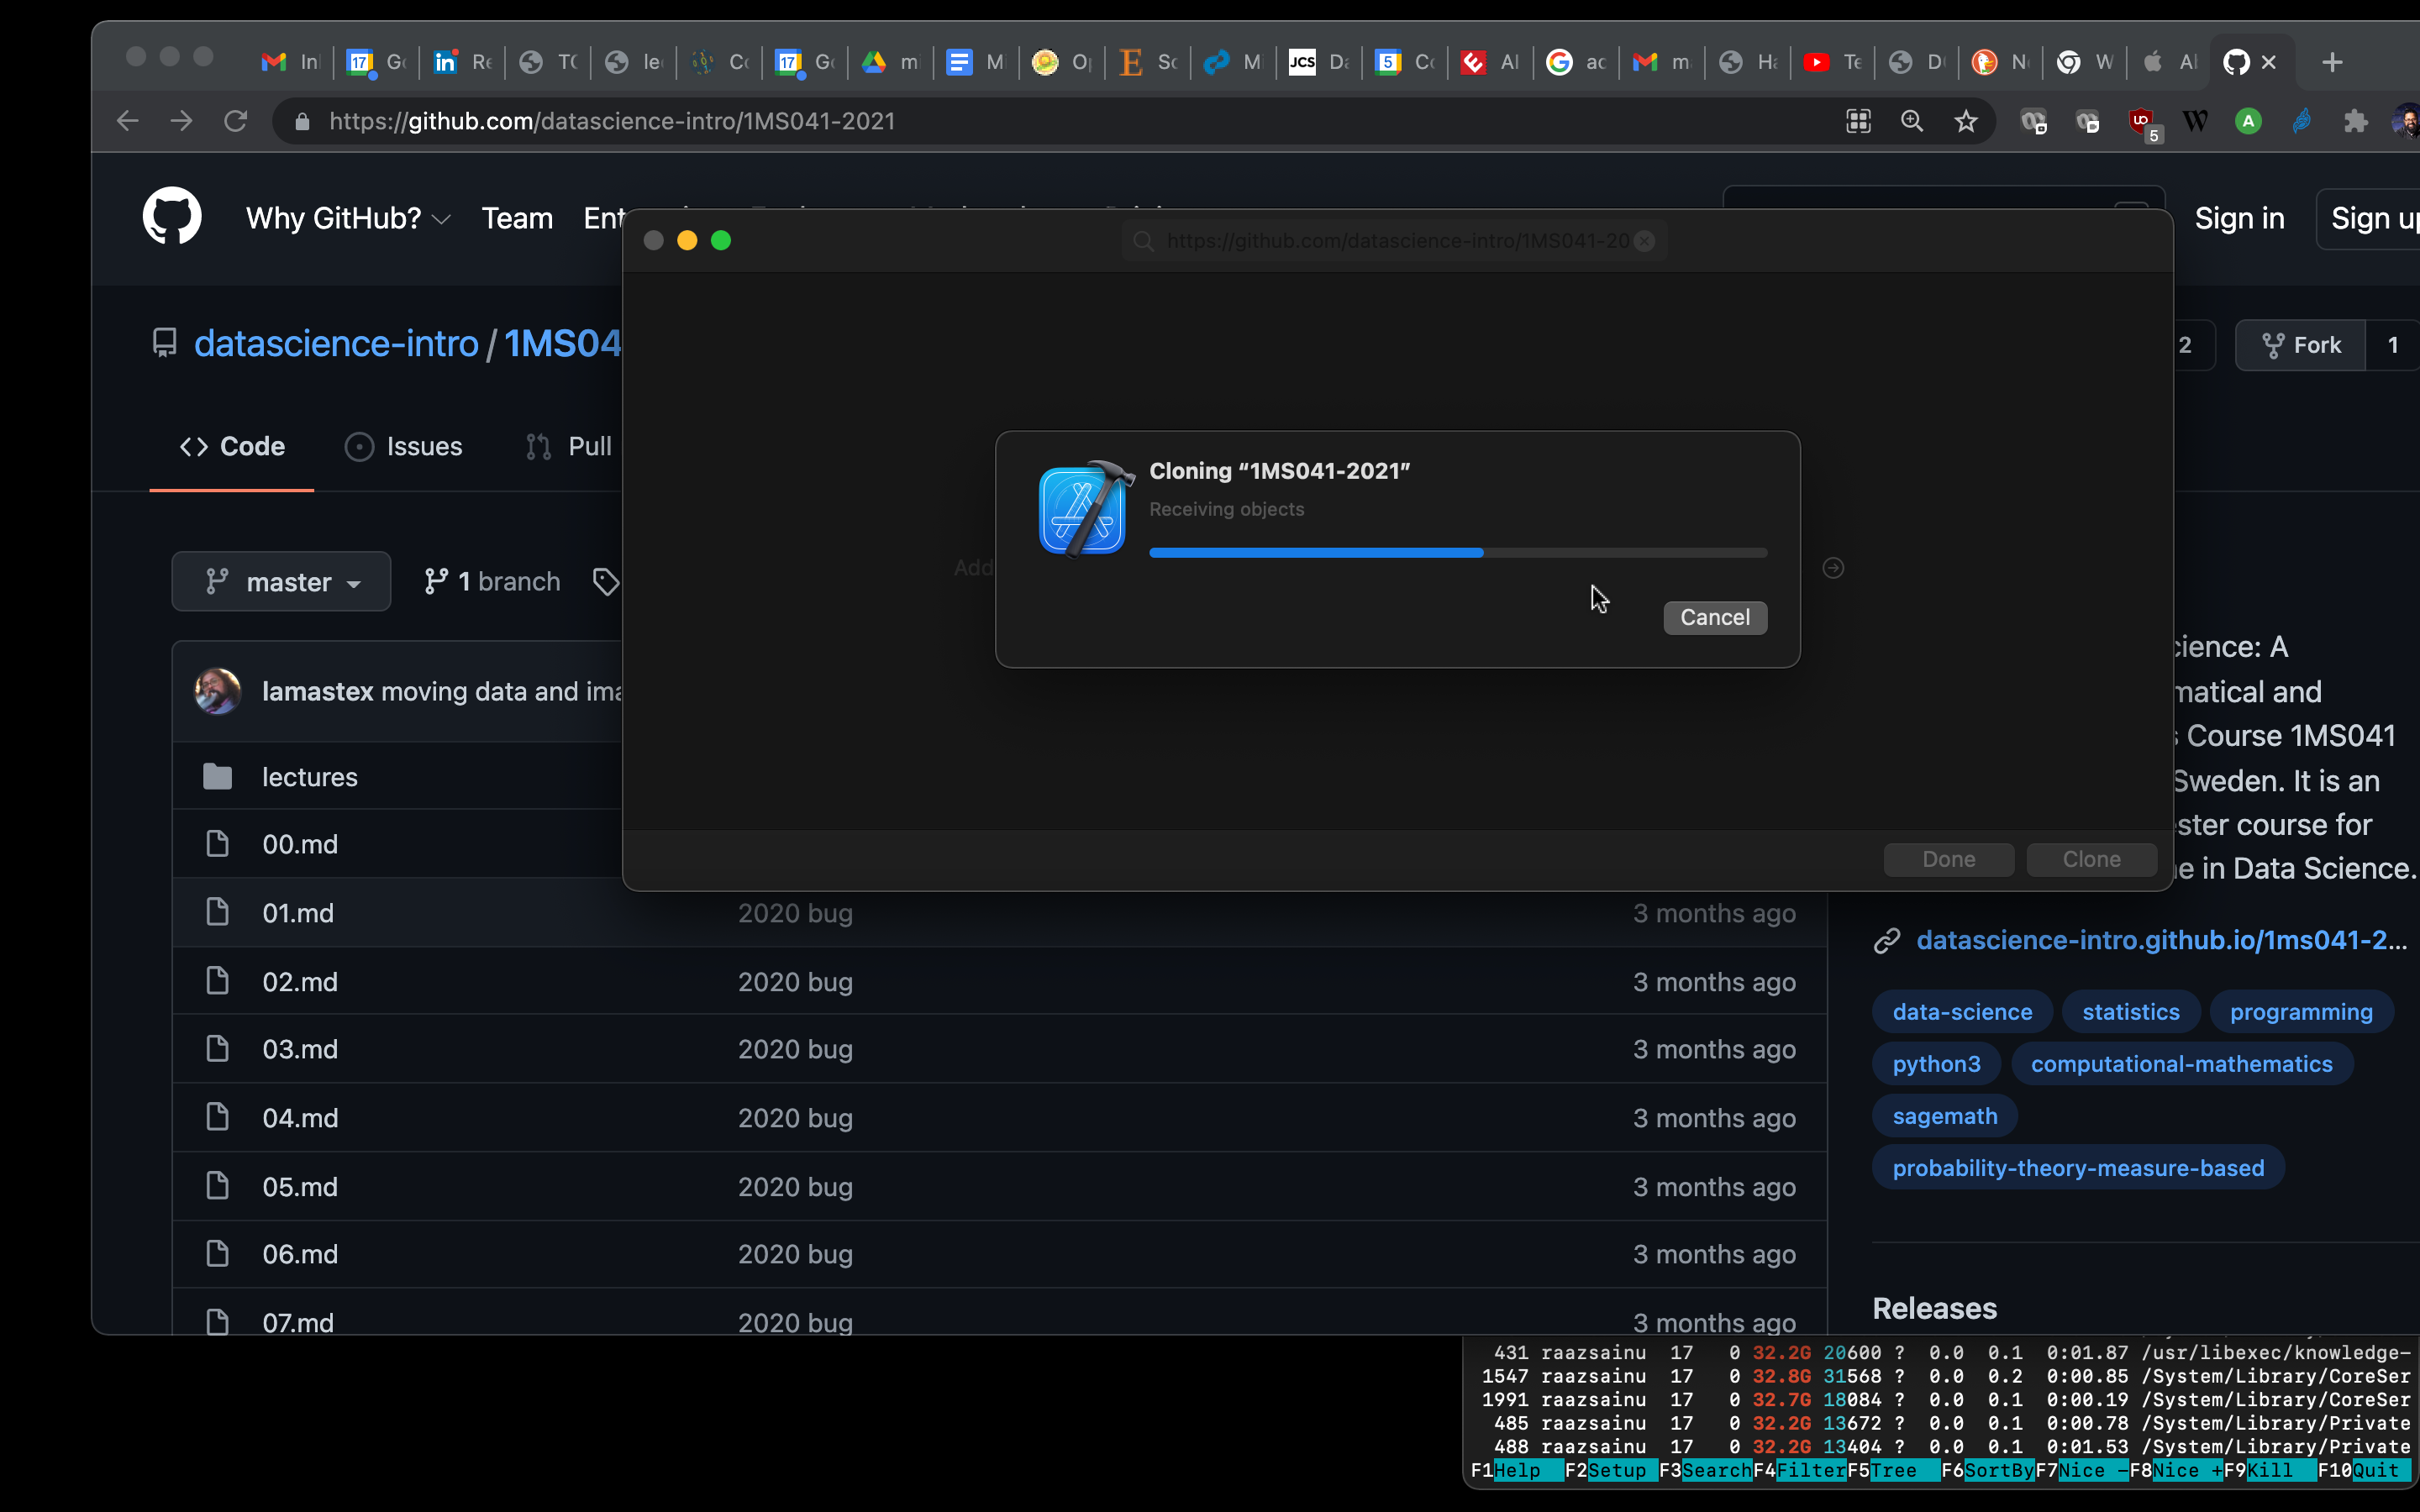 In G Re TC le C G m M O Sc M JCS Da C Al ac m Ha Te D N W Al
https://github.com/datascience-intro/1MS041-2021
5
Why GitHub? Team Ent
Sign in Sign up
https://github.com/datascience-intro/1MS041-20
datascience-intro / 1MS04
2 Fork 1
Code Issues Pull
Cloning “1MS041-2021”
Receiving objects
Add
Cancel
master 1 branch
lamastex moving data and ima
cience: A
matical and
s Course 1MS041
Sweden. It is an
ster course for
e in Data Science.
lectures
00.md
Done Clone
01.md 2020 bug 3 months ago
02.md 2020 bug 3 months ago
03.md 2020 bug 3 months ago
04.md 2020 bug 3 months ago
05.md 2020 bug 3 months ago
06.md 2020 bug 3 months ago
07.md 2020 bug 3 months ago
datascience-intro.github.io/1ms041-2...
data-science statistics programming
python3 computational-mathematics
sagemath
probability-theory-measure-based
Releases
431 raazsainu 17 0 32.2G 20600 ? 0.0 0.1 0:01.87 /usr/libexec/knowledge-
1547 raazsainu 17 0 32.8G 31568 ? 0.0 0.2 0:00.85 /System/Library/CoreSer
1991 raazsainu 17 0 32.7G 18084 ? 0.0 0.1 0:00.19 /System/Library/CoreSer
485 raazsainu 17 0 32.2G 13672 ? 0.0 0.1 0:00.78 /System/Library/Private
488 raazsainu 17 0 32.2G 13404 ? 0.0 0.1 0:01.53 /System/Library/Private
F1Help F2Setup F3SearchF4FilterF5Tree F6SortByF7Nice -F8Nice +F9Kill F10Quit